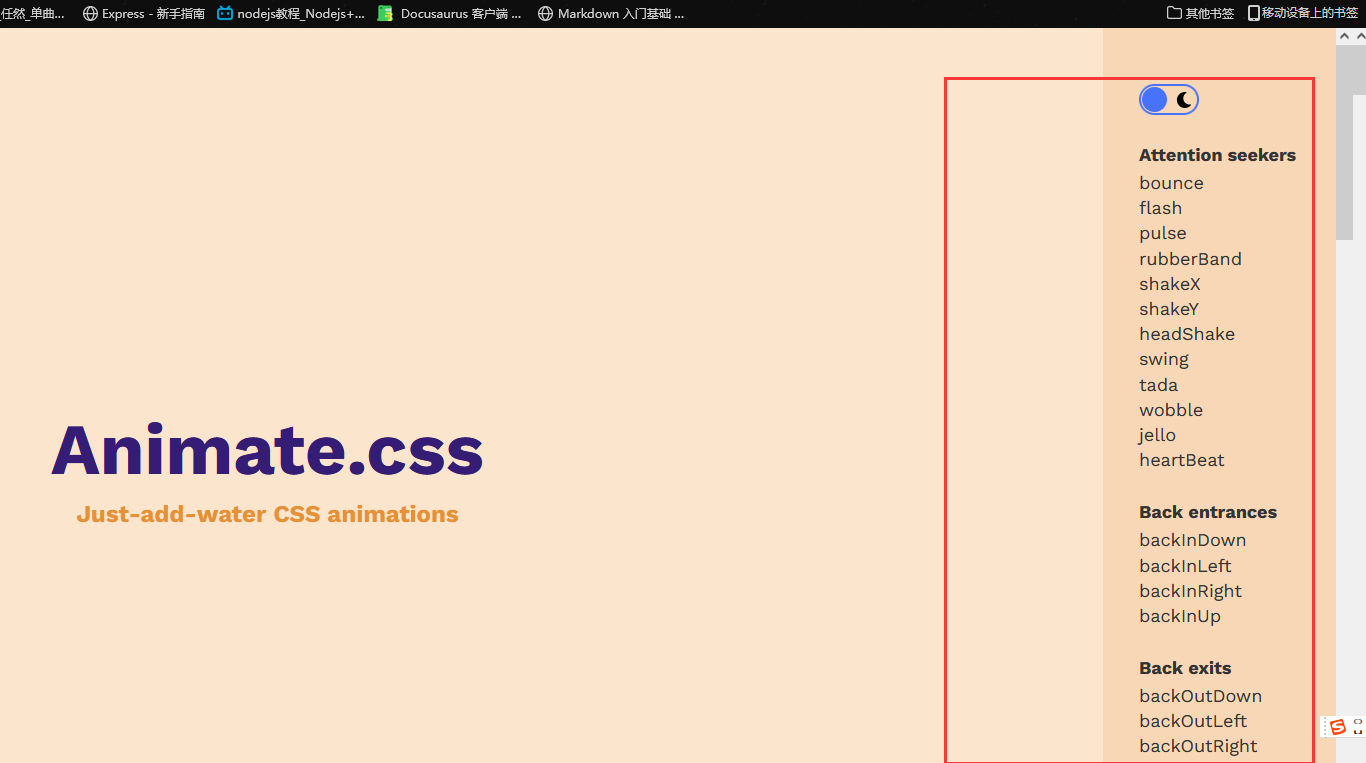 任然_单曲...
Express - 新手指南
nodejs教程_Nodejs+...
Docusaurus 客户端 ...
Markdown 入门基础 ...
其他书签
移动设备上的书签
Animate.css
Just-add-water CSS animations
Attention seekers
bounce
flash
pulse
rubberBand
shakeX
shakeY
headShake
swing
tada
wobble
jello
heartBeat
Back entrances
backInDown
backInLeft
backInRight
backInUp
Back exits
backOutDown
backOutLeft
backOutRight